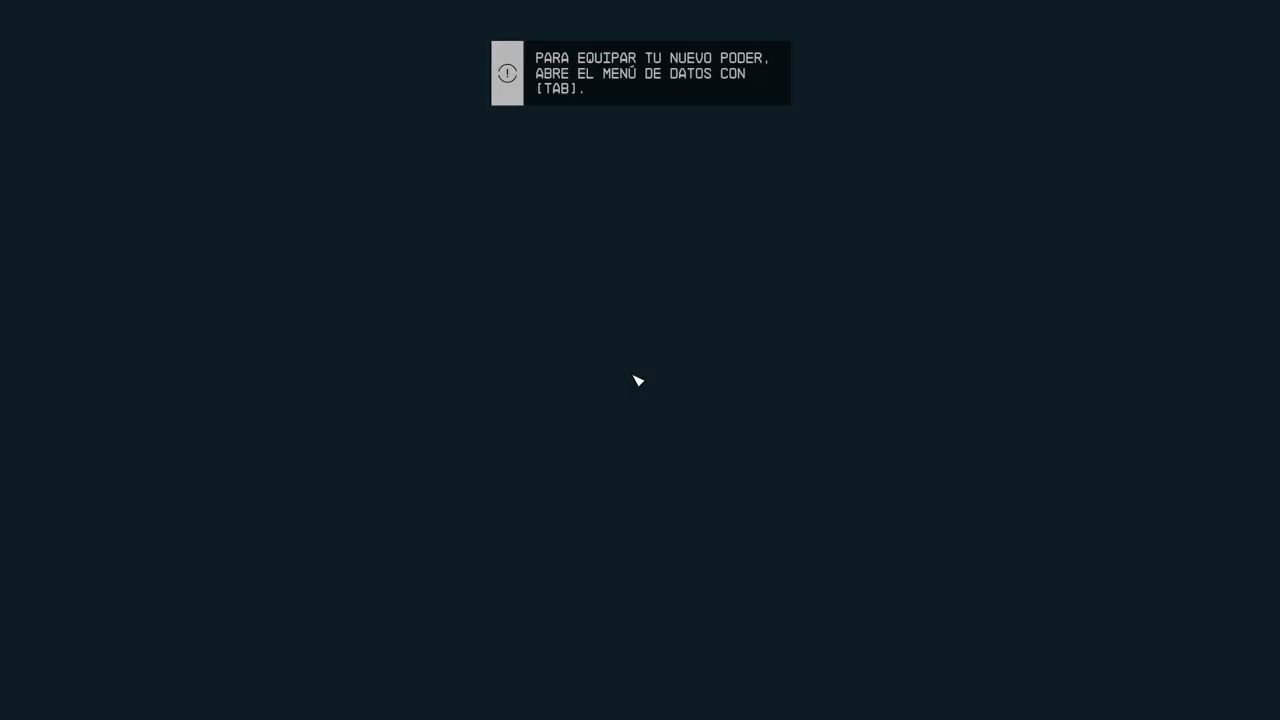 PARA EQUIPAR TU NUEVO PODER,
ABRE EL MENÚ DE DATOS CON
[TAB].